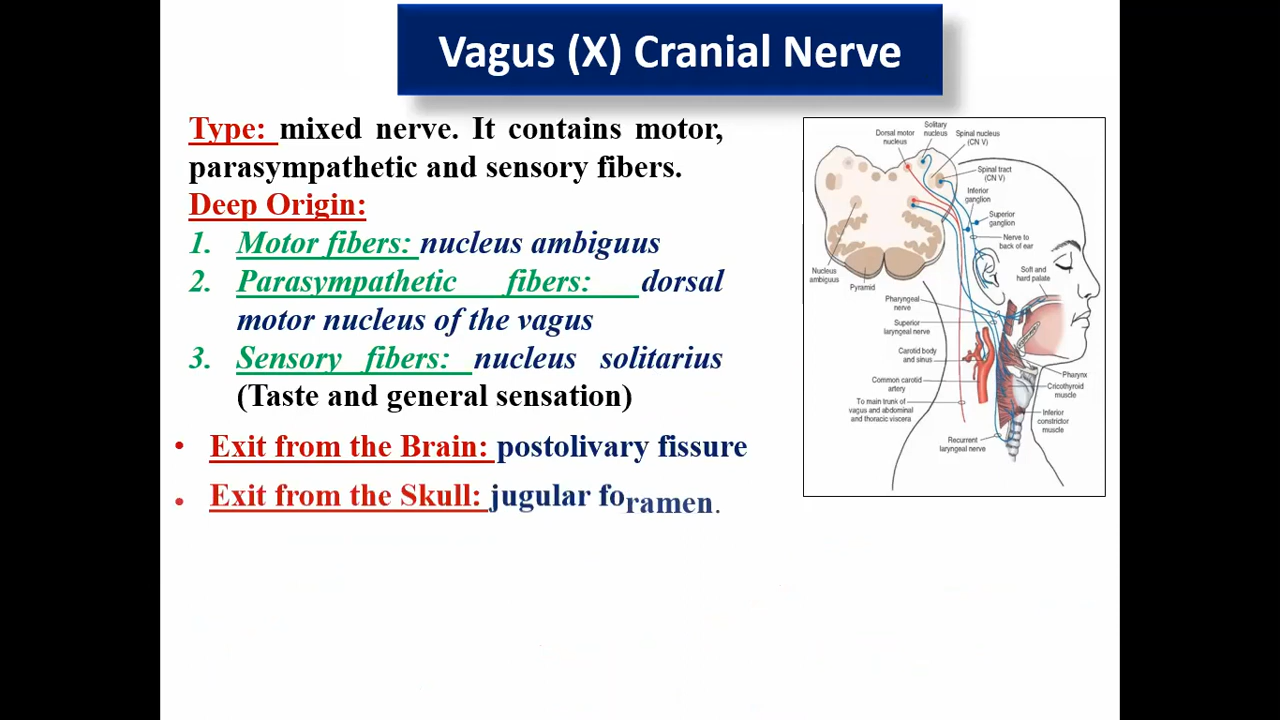 Vagus (X) Cranial Nerve
Type: mixed nerve. It contains motor,
parasympathetic and sensory fibers.
Deep Origin:
1. Motor fibers: nucleus ambiguus
2. Parasympathetic fibers: dorsal
motor nucleus of the vagus
3. Sensory fibers: nucleus solitarius
(Taste and general sensation)
• Exit from the Brain: postolivary fissure
• Exit from the Skull: jugular foramen.
Solitary
nucleus
Dorsal motor
nucleus
Spinal nucleus
(CN V)
Spinal tract
(CN V)
Inferior
ganglion
Superior
ganglion
Nerve to
back of ear
Soft and
hard palate
Nucleus
ambiguus
Pyramid
Pharyngeal
nerve
Superior
laryngeal nerve
Carotid body
and sinus
Common carotid
artery
To main trunk of
vagus and abdominal
and thoracic viscera
Recurrent
laryngeal nerve
Pharynx
Cricothyroid
muscle
Inferior
constrictor
muscle